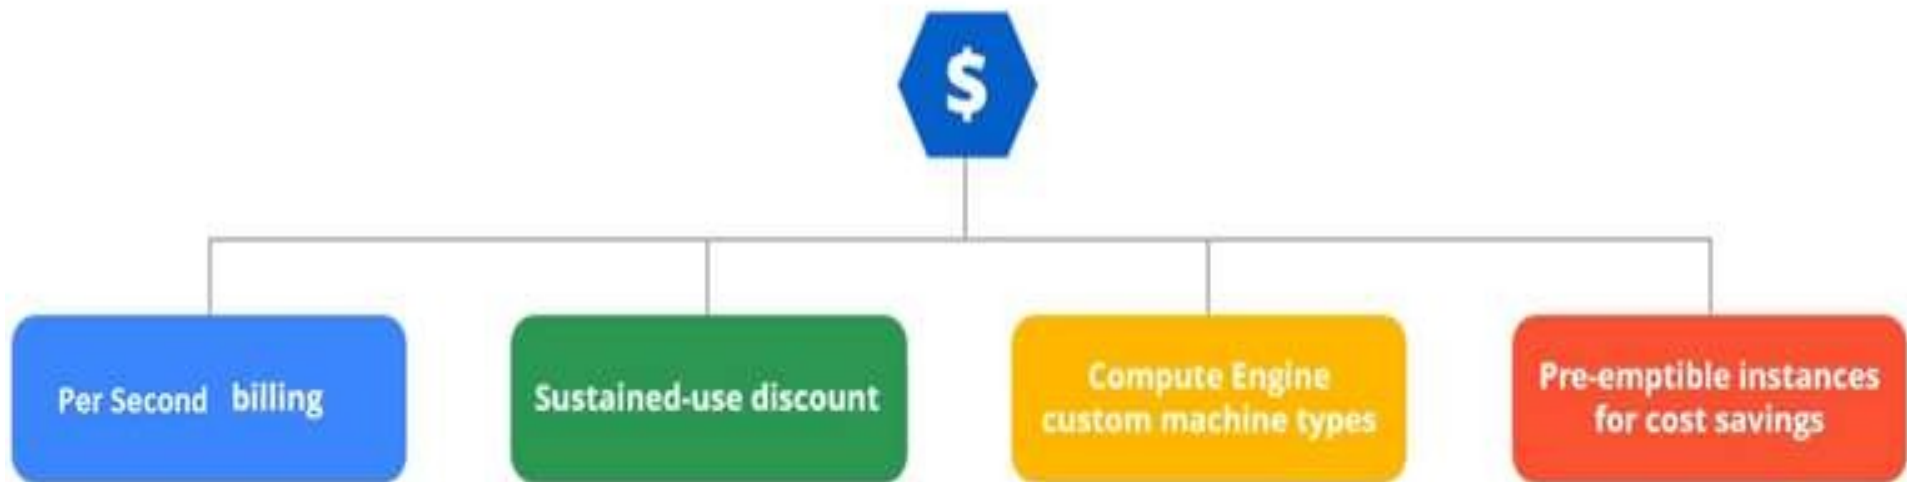 $
Per Second billing
Sustained-use discount
Compute Engine
custom machine types
Pre-emptible instances
for cost savings